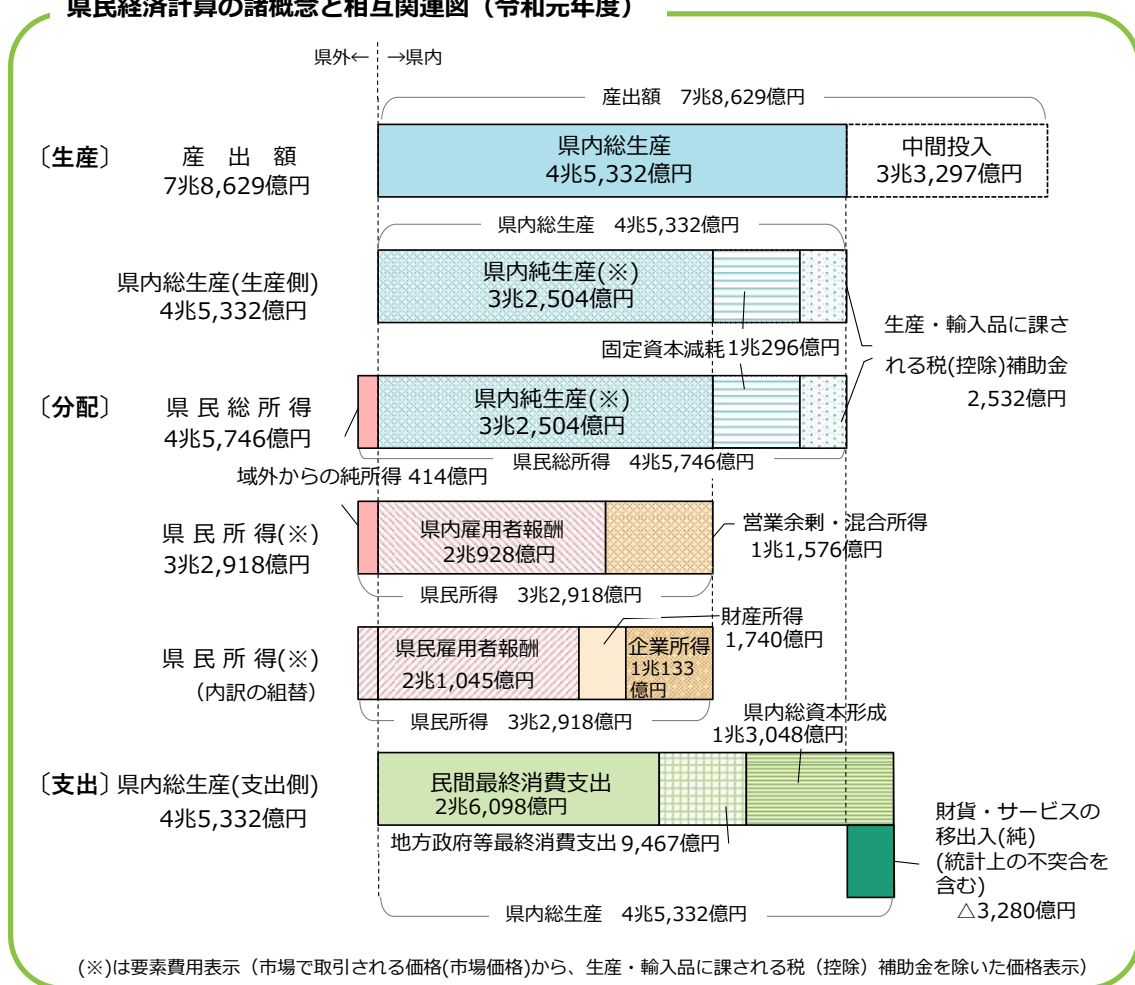 県民経済計算の諸概念と相互関連図（令和元年度）
県外← →県内
産出額 7兆8,629億円
〔生産〕 産 出 額
7兆8,629億円
県内総生産
4兆5,332億円
中間投入
3兆3,297億円
県内総生産 4兆5,332億円
県内総生産(生産側)
4兆5,332億円
県内純生産(※)
3兆2,504億円
生産・輸入品に課さ
れる税(控除)補助金
2,532億円
固定資本減耗 1兆296億円
〔分配〕 県 民 総 所 得
4兆5,746億円
県内純生産(※)
3兆2,504億円
県民総所得 4兆5,746億円
域外からの純所得 414億円
県 民 所 得(※)
3兆2,918億円
県内雇用者報酬
2兆928億円
営業余剰・混合所得
1兆1,576億円
県民所得 3兆2,918億円
県 民 所 得(※)
（内訳の組替）
県民雇用者報酬
2兆1,045億円
財産所得
1,740億円
企業所得
1兆133
億円
県民所得 3兆2,918億円
県内総資本形成
1兆3,048億円
〔支出〕 県内総生産(支出側)
4兆5,332億円
民間最終消費支出
2兆6,098億円
地方政府等最終消費支出 9,467億円
財貨・サービスの
移出入(純)
(統計上の不突合を
含む)
△3,280億円
県内総生産 4兆5,332億円
(※)は要素費用表示（市場で取引される価格(市場価格)から、生産・輸入品に課される税（控除）補助金を除いた価格表示）